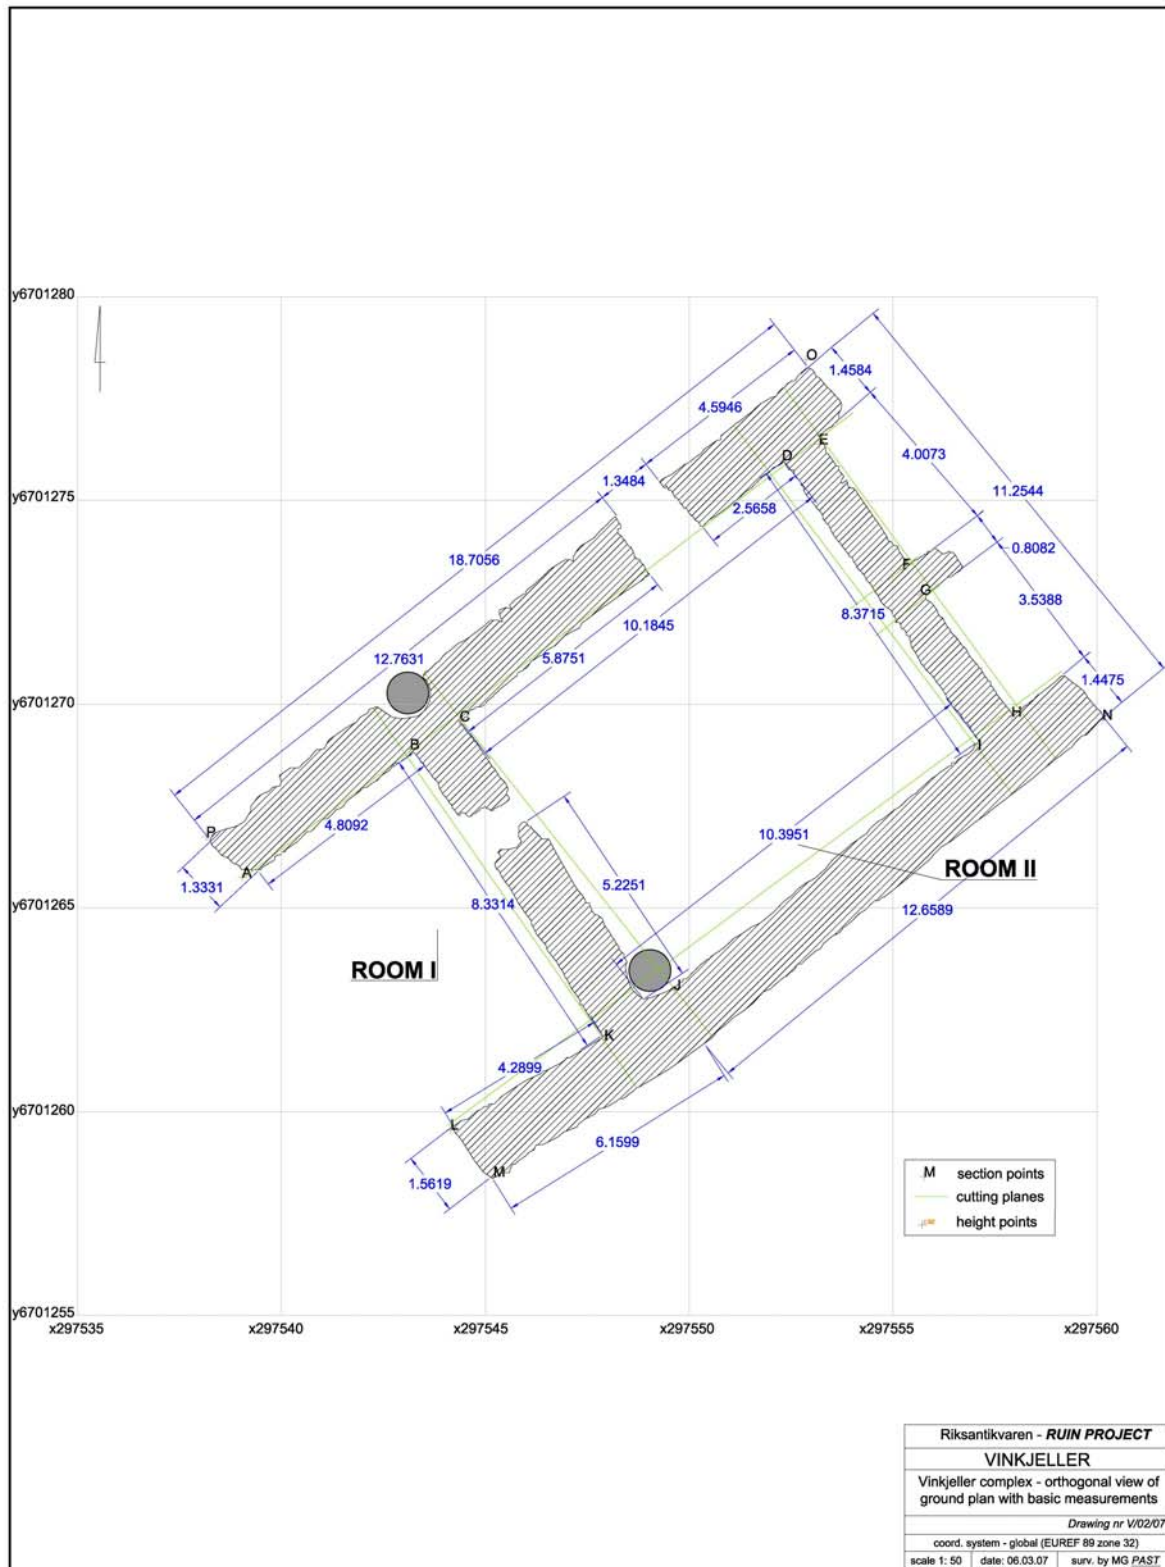 y6701280
O
1.4584
4.5946
E
4.0073
D
1.3484
11.2544
y6701275
2.5658
0.8082
18.7056
F
G
3.5388
8.3715
10.1845
12.7631
5.8751
1.4475
y6701270
C
H
N
B
I
P
4.8092
10.3951
A
ROOM II
1.3331
5.2251
8.3314
y6701265
12.6589
ROOM I
J
K
4.2899
y6701260
L
6.1599
M
1.5619
M section points
cutting planes
height points
y6701255
x297535 x297540 x297545 x297550 x297555 x297560
Riksantikvaren - RUIN PROJECT
VINKJELLER
Vinkjeller complex - orthogonal view of
ground plan with basic measurements
Drawing nr V/02/07
coord. system - global (EUREF 89 zone 32)
scale 1: 50 date: 06.03.07 surv. by MG PAST